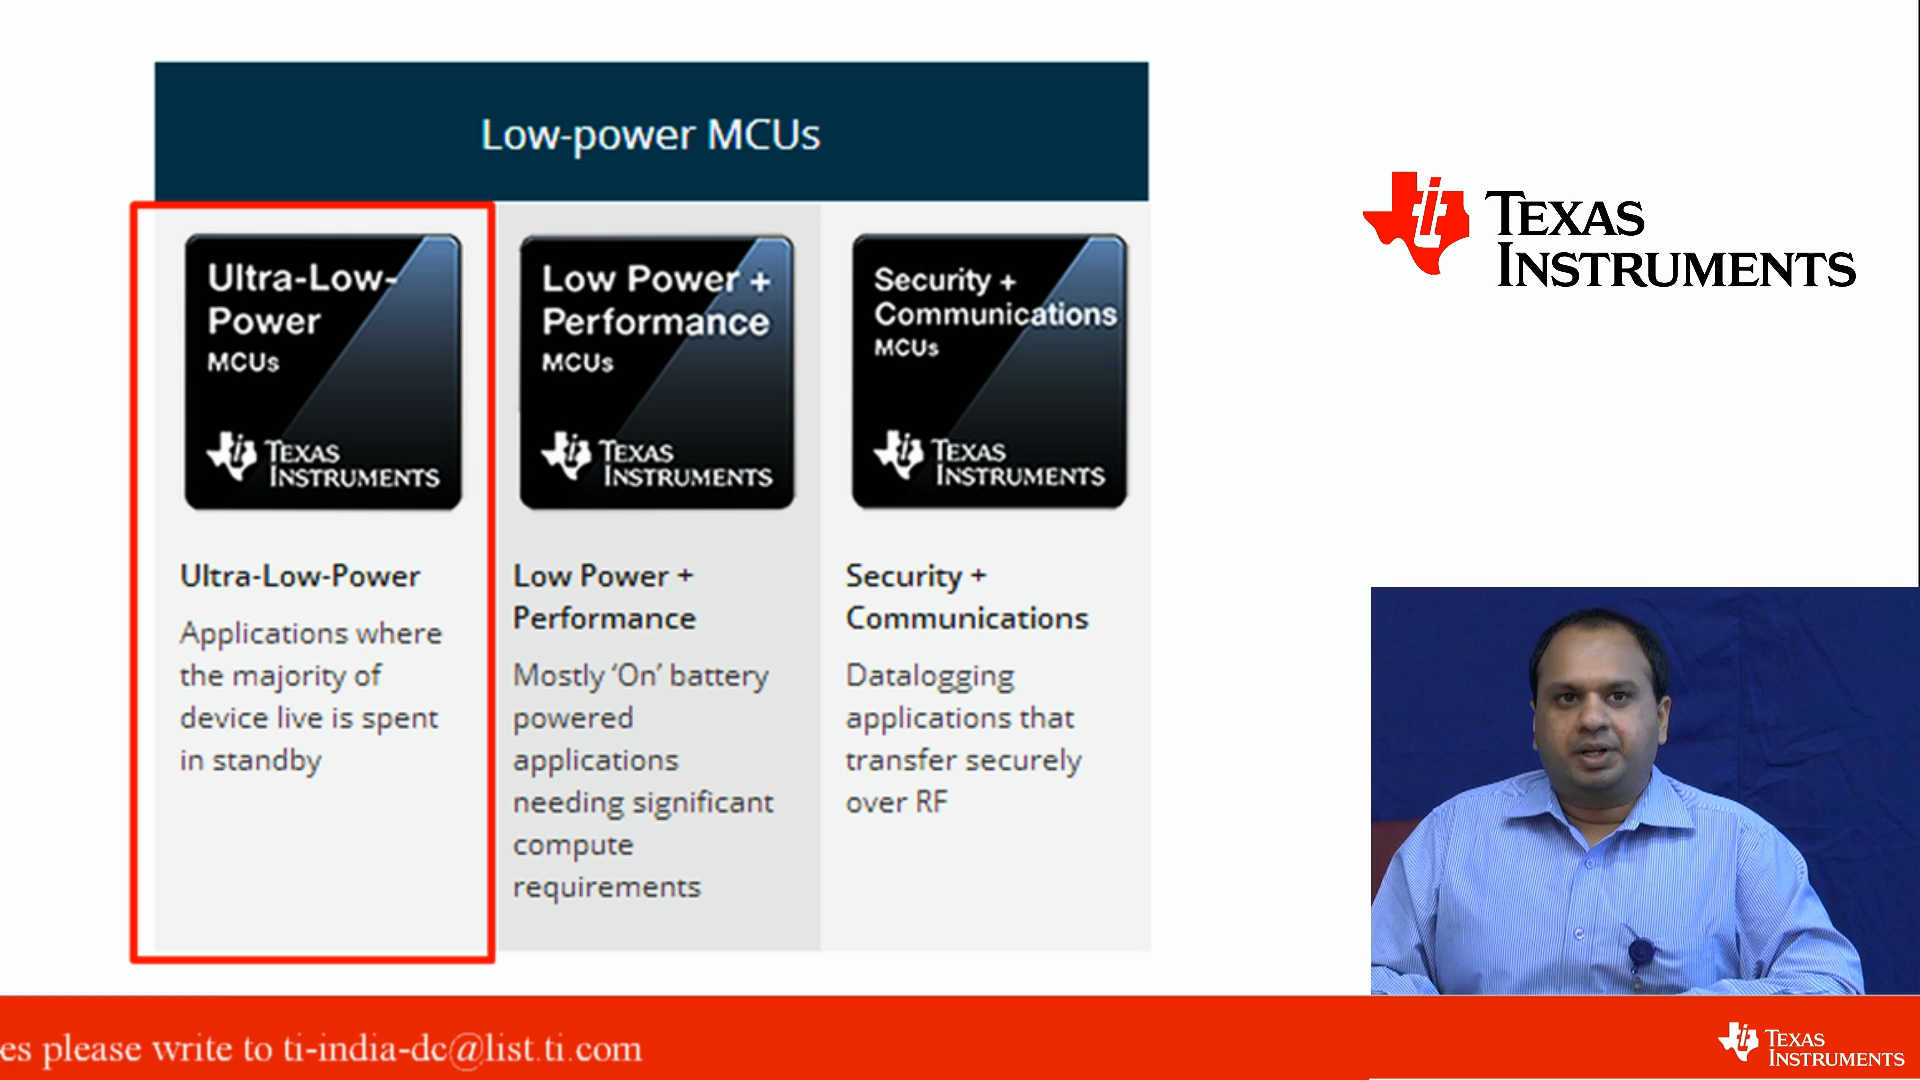 Low-power MCUs
Ultra-Low-
Power
MCUs
TEXAS
INSTRUMENTS
Low Power +
Performance
MCUs
TEXAS
INSTRUMENTS
Security +
Communications
MCUs
TEXAS
INSTRUMENTS
Ultra-Low-Power
Applications where
the majority of
device live is spent
in standby
Low Power +
Performance
Mostly ‘On’ battery
powered
applications
needing significant
compute
requirements
Security +
Communications
Datalogging
applications that
transfer securely
over RF
TEXAS
INSTRUMENTS
es please write to ti-india-dc@list.ti.com
TEXAS
INSTRUMENTS